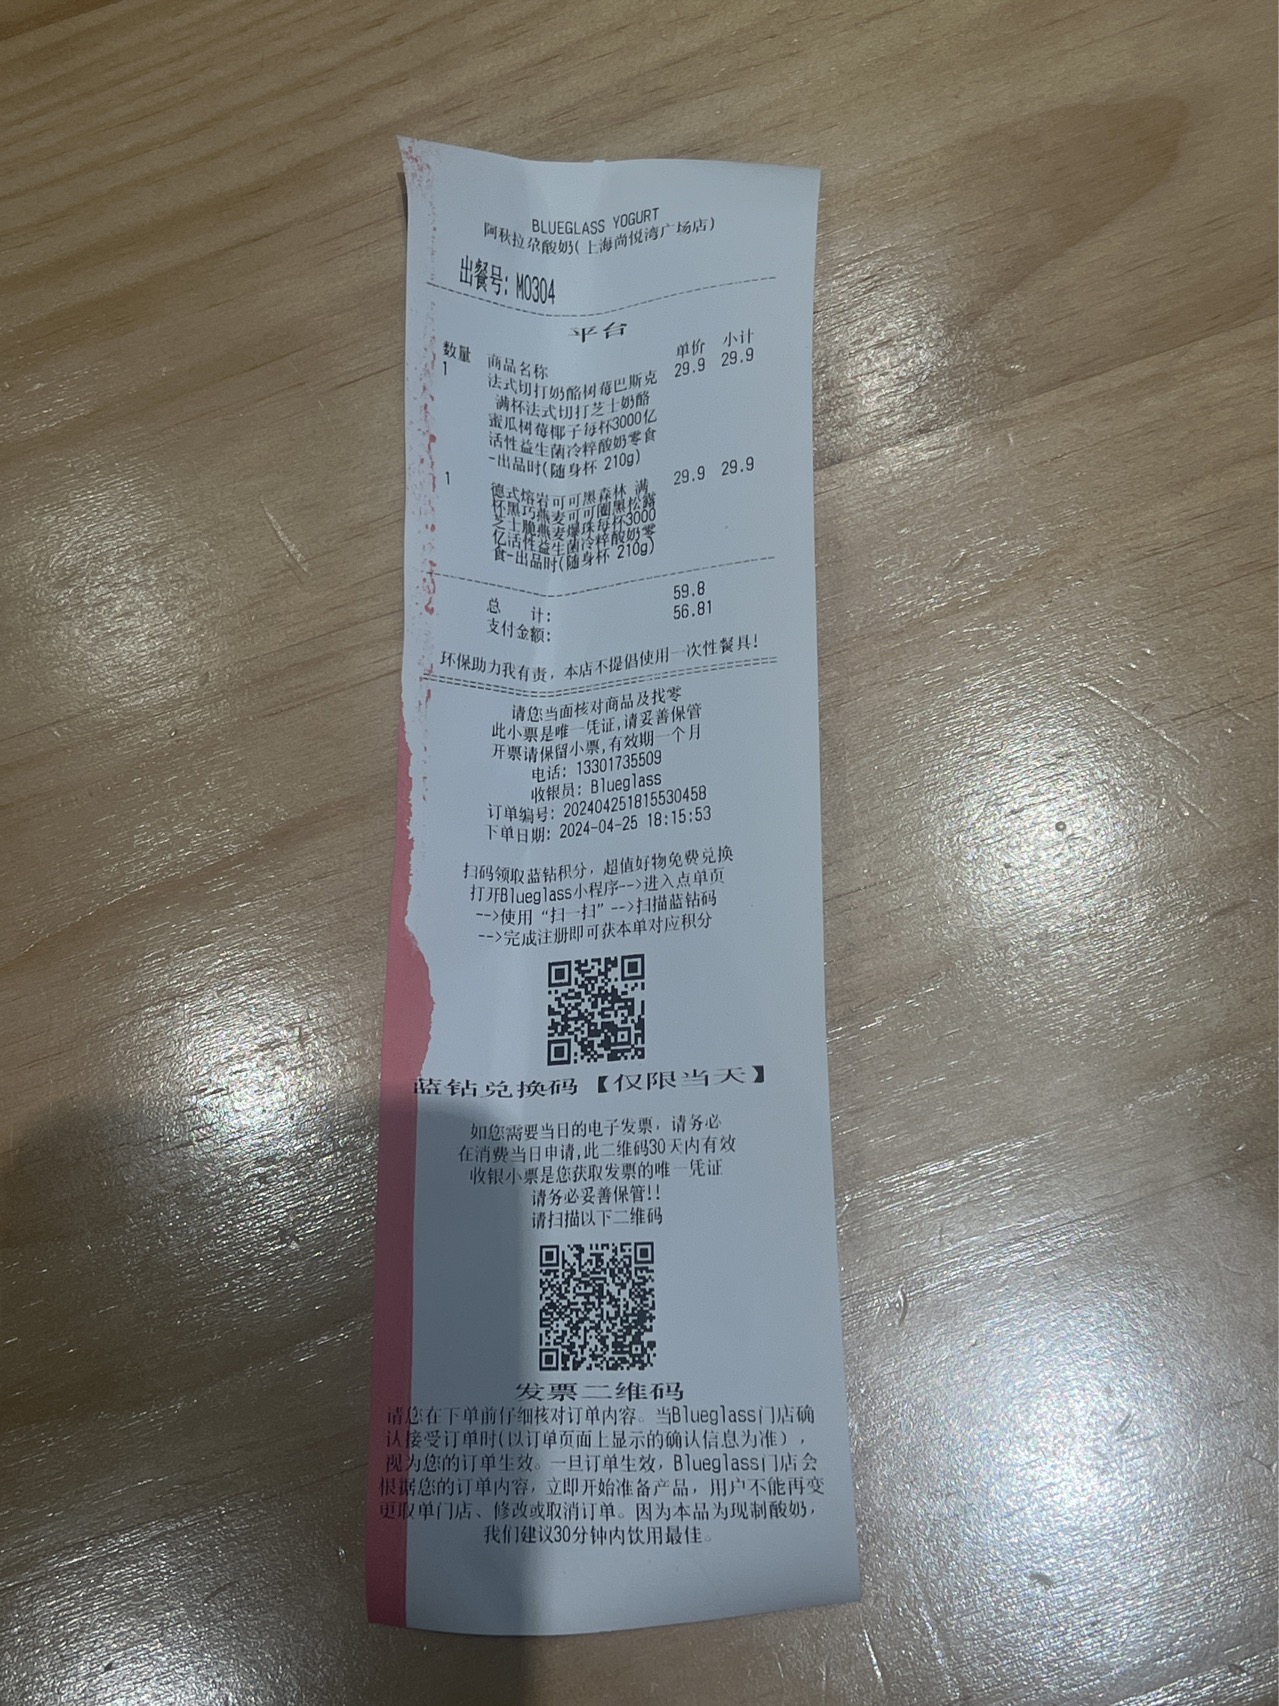 BLUEGLASS YOGURT
阿秋拉尕酸奶(上海尚悦湾广场店)
出餐号: M0304
平台
数量 商品名称 单价 小计
1 法式切打奶酪树莓巴斯克 29.9 29.9
满杯法式切打芝士奶酪
蜜瓜树莓椰子每杯3000亿
活性益生菌冷粹酸奶零食
-出品时(随身杯 210g)
1 德式熔岩可可黑森林 满 29.9 29.9
杯黑巧燕麦可可圈黑松露
芝士脆燕麦爆珠每杯3000
亿活性益生菌冷粹酸奶零
食-出品时(随身杯 210g)
总 计: 59.8
支付金额: 56.81
环保助力我有责，本店不提倡使用一次性餐具!
请您当面核对商品及找零
此小票是唯一凭证,请妥善保管
开票请保留小票,有效期一个月
电话: 13301735509
收银员: Blueglass
订单编号: 202404251815530458
下单日期: 2024-04-25 18:15:53
扫码领取蓝钻积分，超值好物免费兑换
打开Blueglass小程序-->进入点单页
-->使用“扫一扫”-->扫描蓝钻码
-->完成注册即可获本单对应积分
蓝钻兑换码【仅限当天】
如您需要当日的电子发票，请务必
在消费当日申请,此二维码30天内有效
收银小票是您获取发票的唯一凭证
请务必妥善保管!!
请扫描以下二维码
发票二维码
请您在下单前仔细核对订单内容。当Blueglass门店确
认接受订单时(以订单页面上显示的确认信息为准)，
视为您的订单生效。一旦订单生效，Blueglass门店会
根据您的订单内容，立即开始准备产品，用户不能再变
更取单门店、修改或取消订单。因为本品为现制酸奶，
我们建议30分钟内饮用最佳。